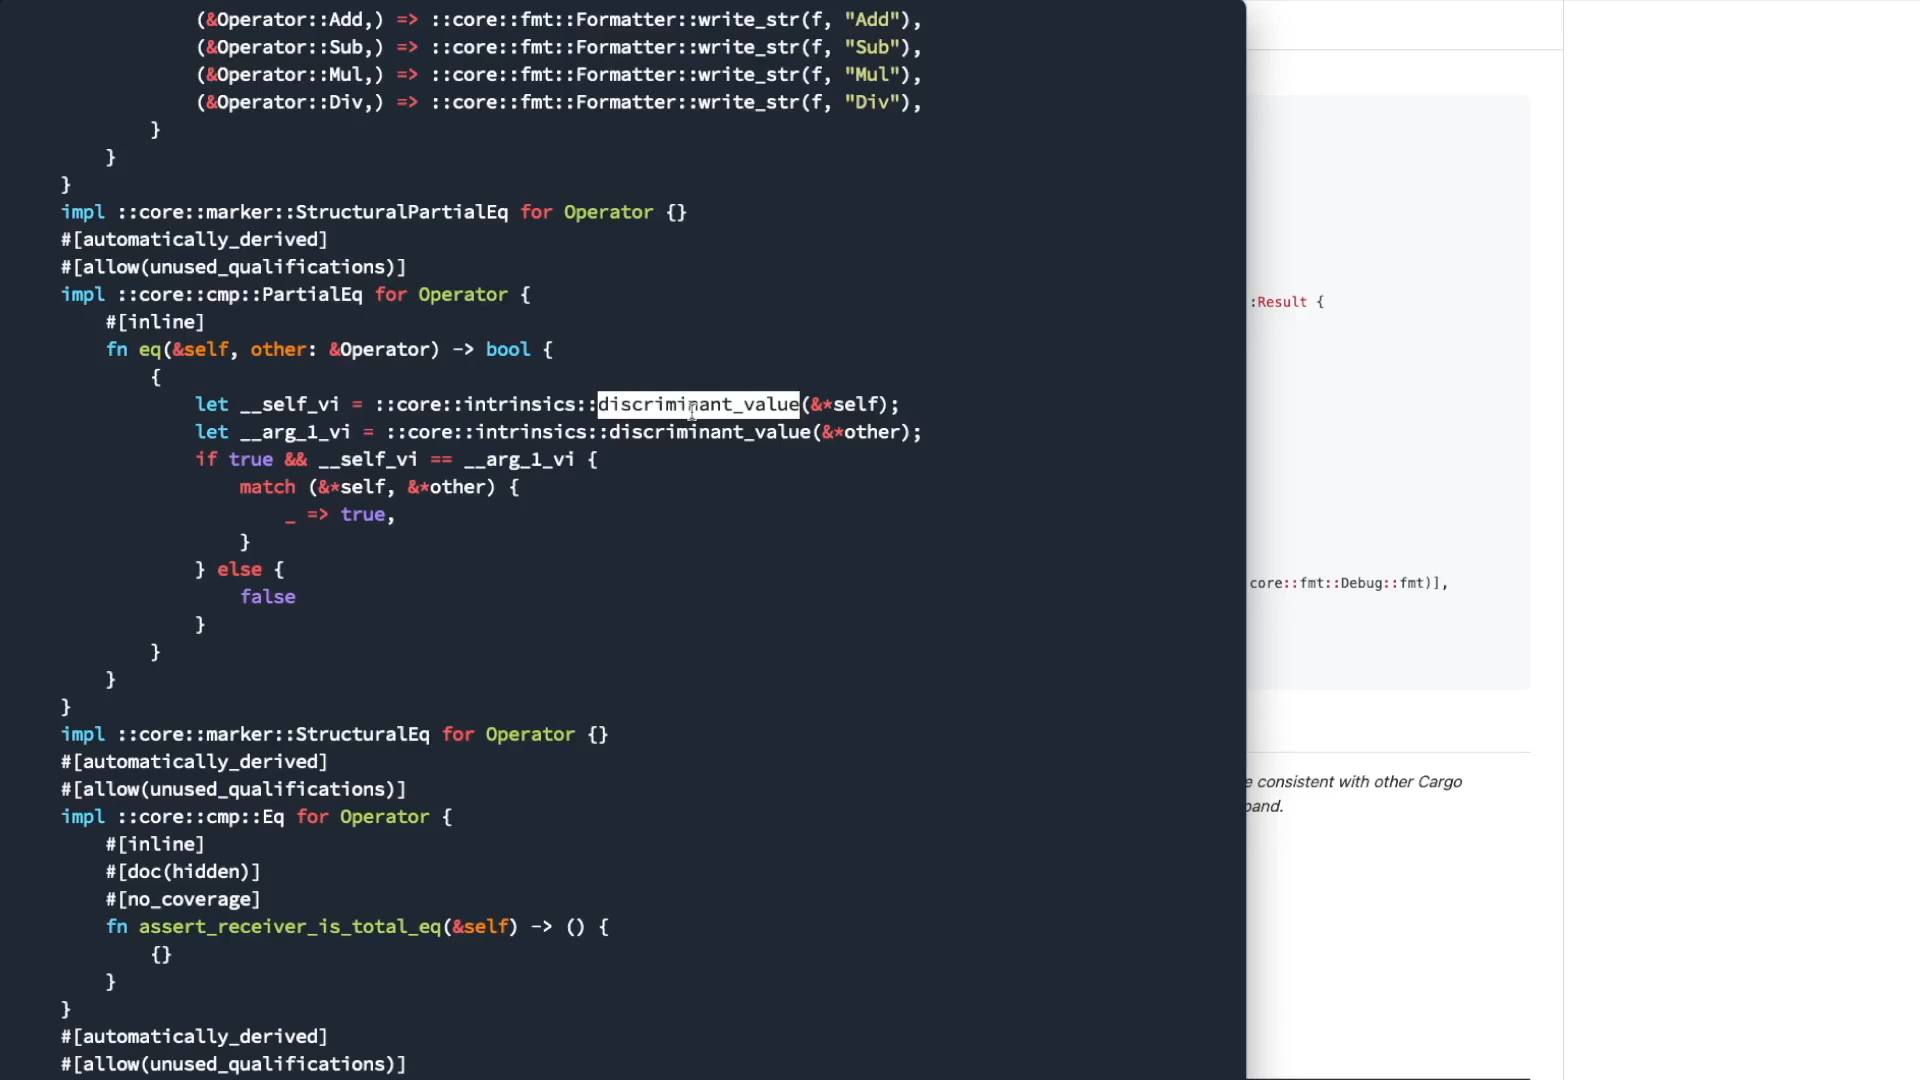 (&Operator::Add,) => ::core::fmt::Formatter::write_str(f, "Add"),
(&Operator::Sub,) => ::core::fmt::Formatter::write_str(f, "Sub"),
(&Operator::Mul,) => ::core::fmt::Formatter::write_str(f, "Mul"),
(&Operator::Div,) => ::core::fmt::Formatter::write_str(f, "Div"),
}
}
}
impl ::core::marker::StructuralPartialEq for Operator {}
#[automatically_derived]
#[allow(unused_qualifications)]
impl ::core::cmp::PartialEq for Operator {
#[inline]
fn eq(&self, other: &Operator) -> bool {
{
let __self_vi = ::core::intrinsics::discriminant_value(&*self);
let __arg_1_vi = ::core::intrinsics::discriminant_value(&*other);
if true && __self_vi == __arg_1_vi {
match (&*self, &*other) {
_ => true,
}
} else {
false
}
}
}
}
impl ::core::marker::StructuralEq for Operator {}
#[automatically_derived]
#[allow(unused_qualifications)]
impl ::core::cmp::Eq for Operator {
#[inline]
#[doc(hidden)]
#[no_coverage]
fn assert_receiver_is_total_eq(&self) -> () {
{}
}
}
#[automatically_derived]
#[allow(unused_qualifications)]
:Result {
core::fmt::Debug::fmt)],
e consistent with other Cargo
pand.